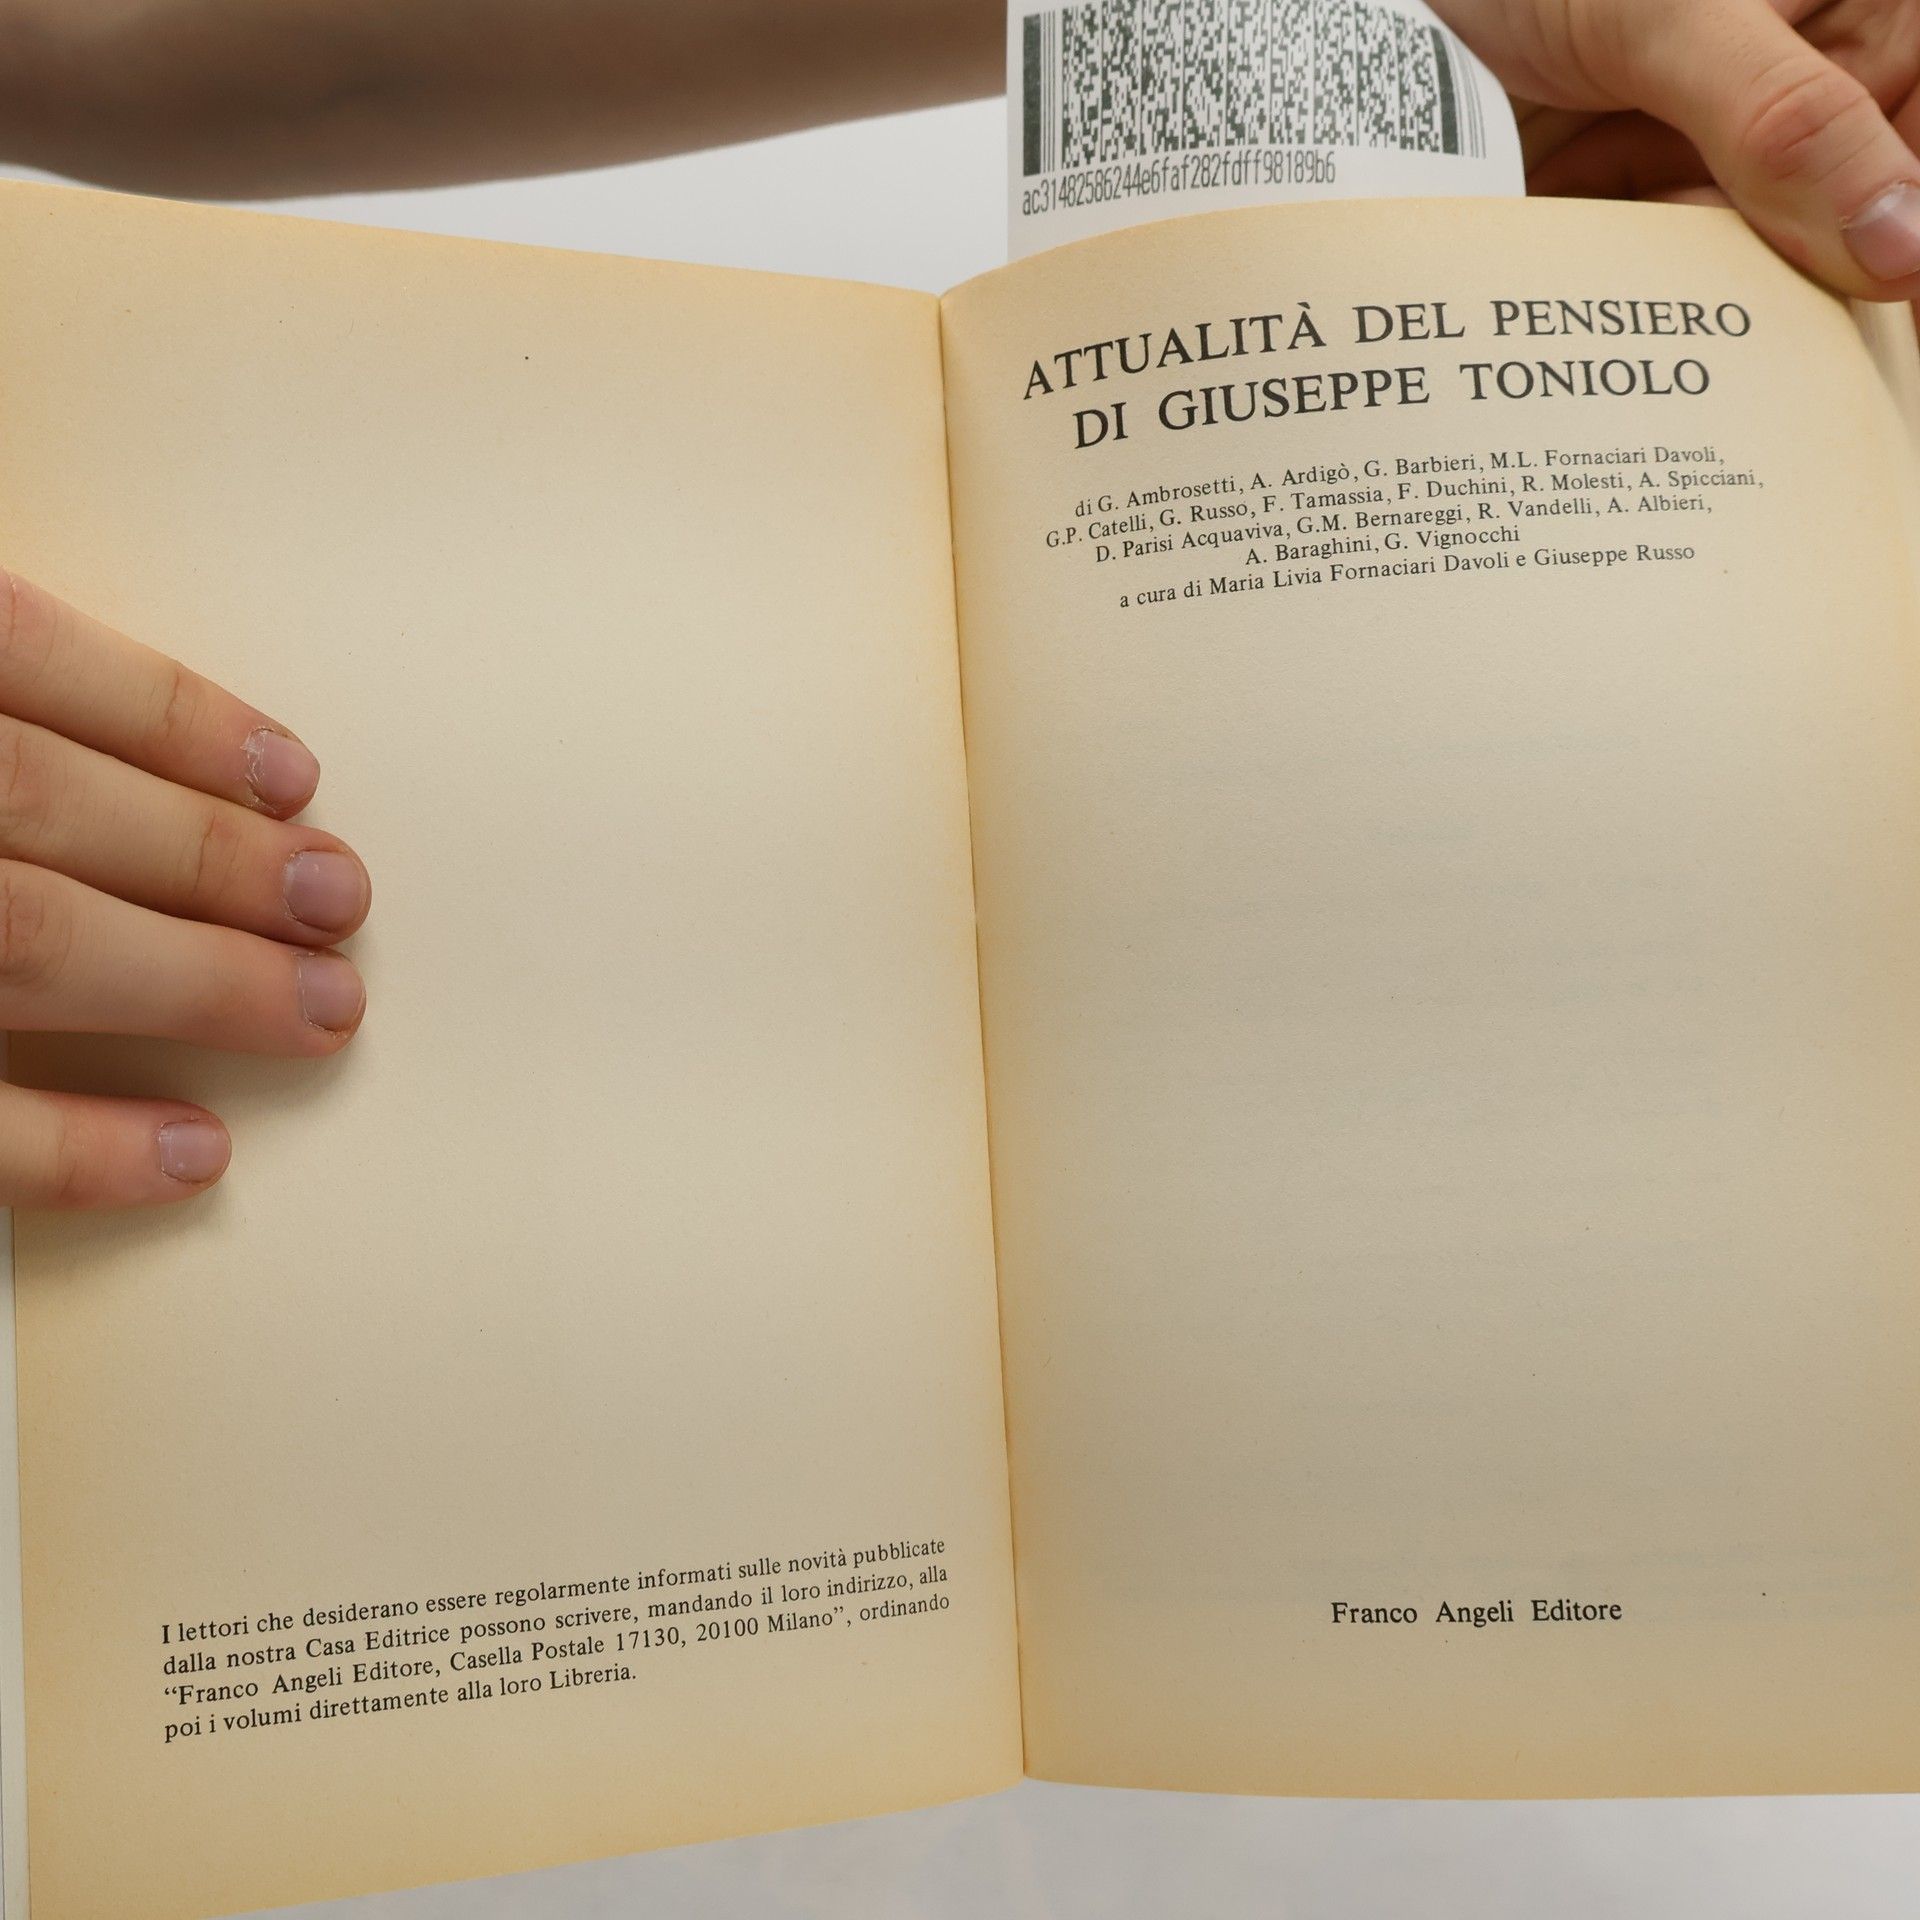 ac31482586244e6faf282fdff98189b6
I lettori che desiderano essere regolarmente informati sulle novità pubblicate
dalla nostra Casa Editrice possono scrivere, mandando il loro indirizzo, alla
“Franco Angeli Editore, Casella Postale 17130, 20100 Milano”, ordinando
poi i volumi direttamente alla loro Libreria.
ATTUALITÀ DEL PENSIERO
DI GIUSEPPE TONIOLO
di G. Ambrosetti, A. Ardigò, G. Barbieri, M.L. Fornaciari Davoli,
G.P. Catelli, G. Russo, F. Tamassia, F. Duchini, R. Molesti, A. Spicciani,
D. Parisi Acquaviva, G.M. Bernareggi, R. Vandelli, A. Albieri,
A. Baraghini, G. Vignocchi
a cura di Maria Livia Fornaciari Davoli e Giuseppe Russo
Franco Angeli Editore